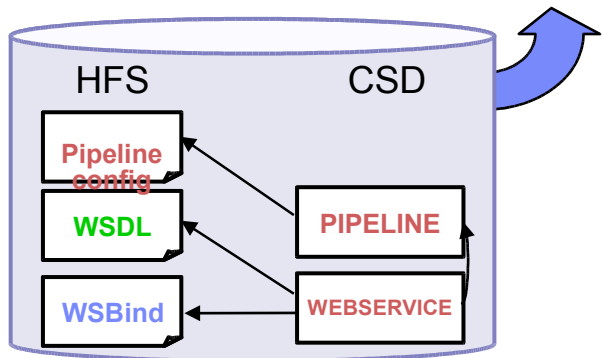 HFS
CSD
Pipeline
config
WSDL
PIPELINE
WSBind
WEBSERVICE